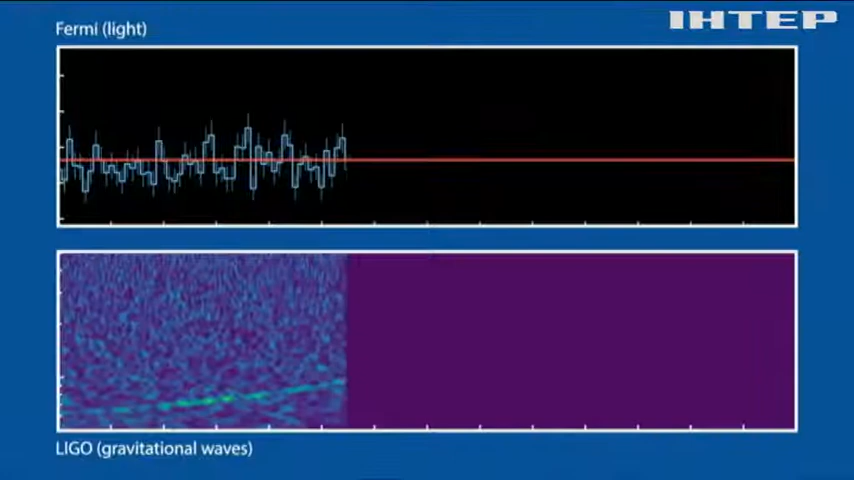 Fermi (light)
ІНТЕР
LIGO (gravitational waves)